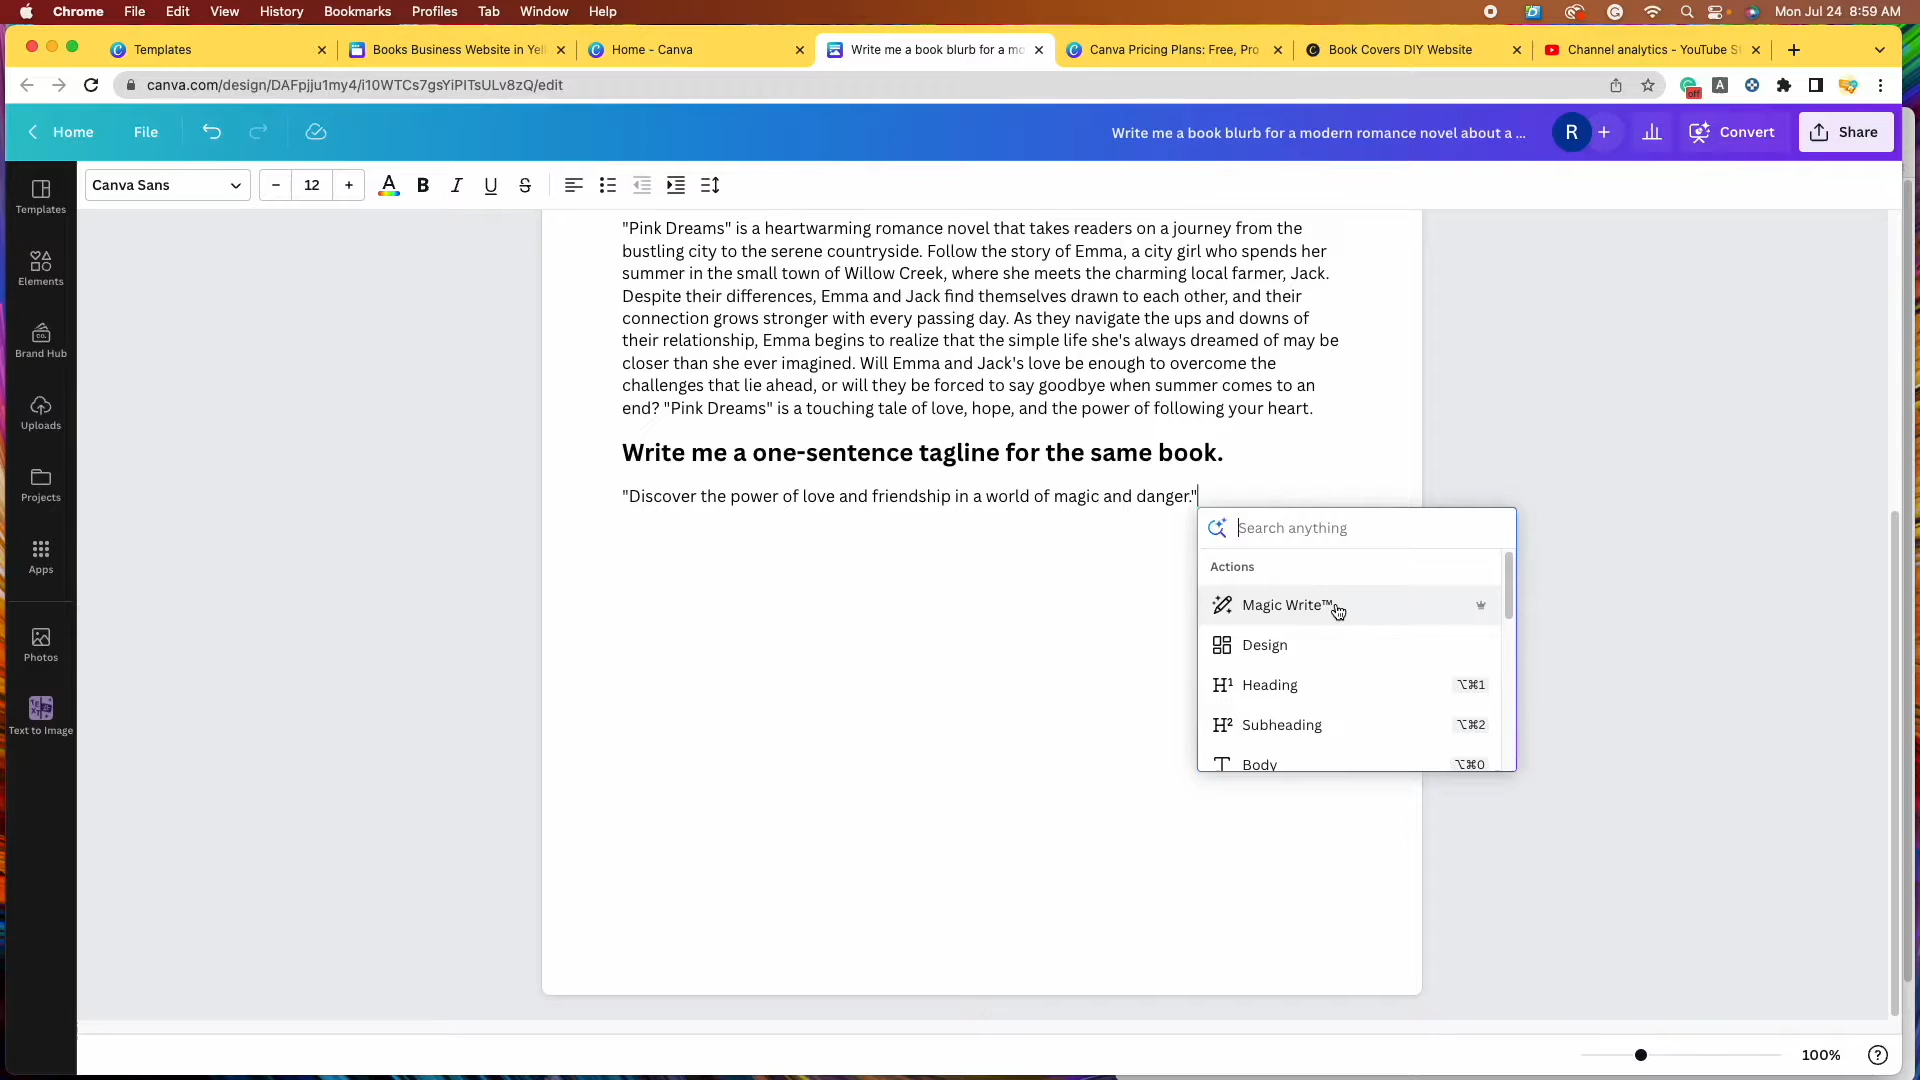 Chrome File Edit View History Bookmarks Profiles Tab Window Help Mon Jul 24 8:59 AM
Templates Books Business Website in Yell Home - Canva Write me a book blurb for a mo Canva Pricing Plans: Free, Pro Book Covers DIY Website Channel analytics - YouTube S
canva.com/design/DAFpjju1my4/i10WTCs7gsYiPITsULv8zQ/edit
off
A
Home File Write me a book blurb for a modern romance novel about a ... R + Convert Share
Canva Sans − 12 + A B I U S
Templates
Elements
Brand Hub
Uploads
Projects
Apps
Photos
Text to Image
"Pink Dreams" is a heartwarming romance novel that takes readers on a journey from the
bustling city to the serene countryside. Follow the story of Emma, a city girl who spends her
summer in the small town of Willow Creek, where she meets the charming local farmer, Jack.
Despite their differences, Emma and Jack find themselves drawn to each other, and their
connection grows stronger with every passing day. As they navigate the ups and downs of
their relationship, Emma begins to realize that the simple life she's always dreamed of may be
closer than she ever imagined. Will Emma and Jack's love be enough to overcome the
challenges that lie ahead, or will they be forced to say goodbye when summer comes to an
end? "Pink Dreams" is a touching tale of love, hope, and the power of following your heart.
Write me a one-sentence tagline for the same book.
"Discover the power of love and friendship in a world of magic and danger."
Search anything
Actions
Magic Write™
Design
H1 Heading ⌥⌘1
H2 Subheading ⌥⌘2
T Body ⌥⌘0
100% ?